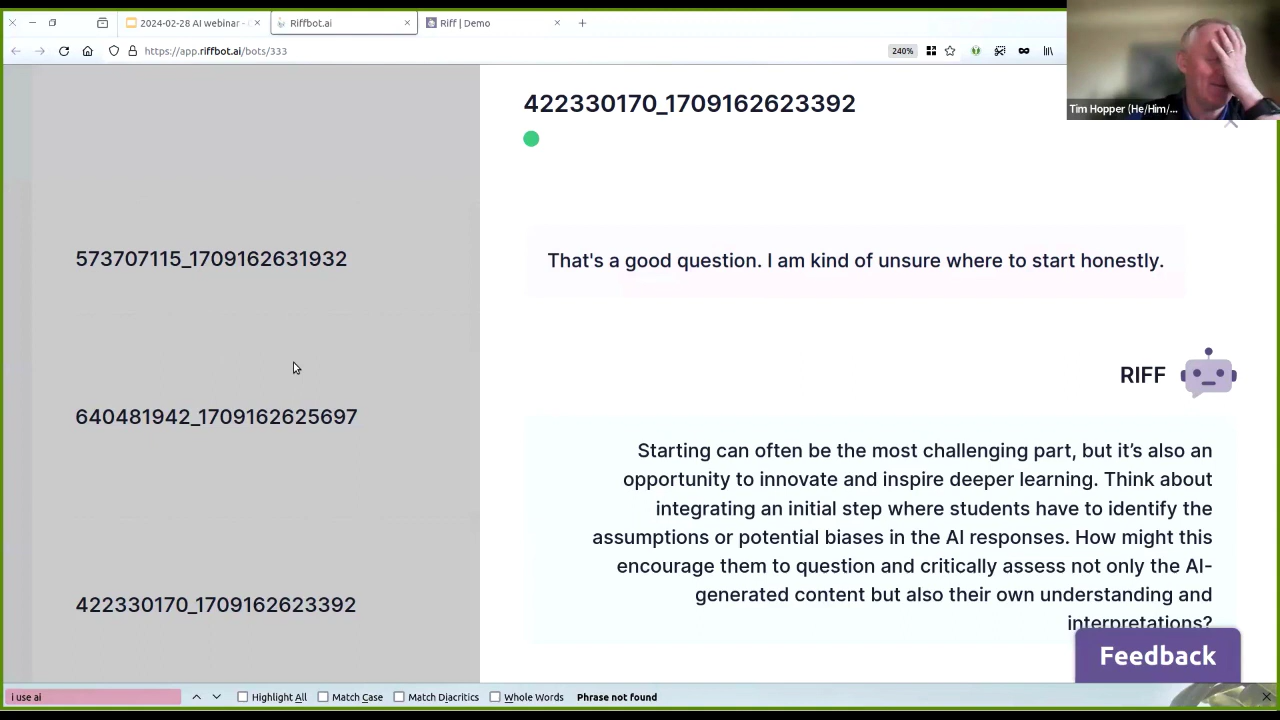 2024-02-28 AI webinar -
Riffbot.ai
Riff | Demo
https://app.riffbot.ai/bots/333
240%
Tim Hopper (He/Him/...
422330170_1709162623392
573707115_1709162631932
640481942_1709162625697
422330170_1709162623392
That's a good question. I am kind of unsure where to start honestly.
RIFF
Starting can often be the most challenging part, but it’s also an
opportunity to innovate and inspire deeper learning. Think about
integrating an initial step where students have to identify the
assumptions or potential biases in the AI responses. How might this
encourage them to question and critically assess not only the AI-
generated content but also their own understanding and
interpretations?
Feedback
i use ai
Highlight All
Match Case
Match Diacritics
Whole Words
Phrase not found